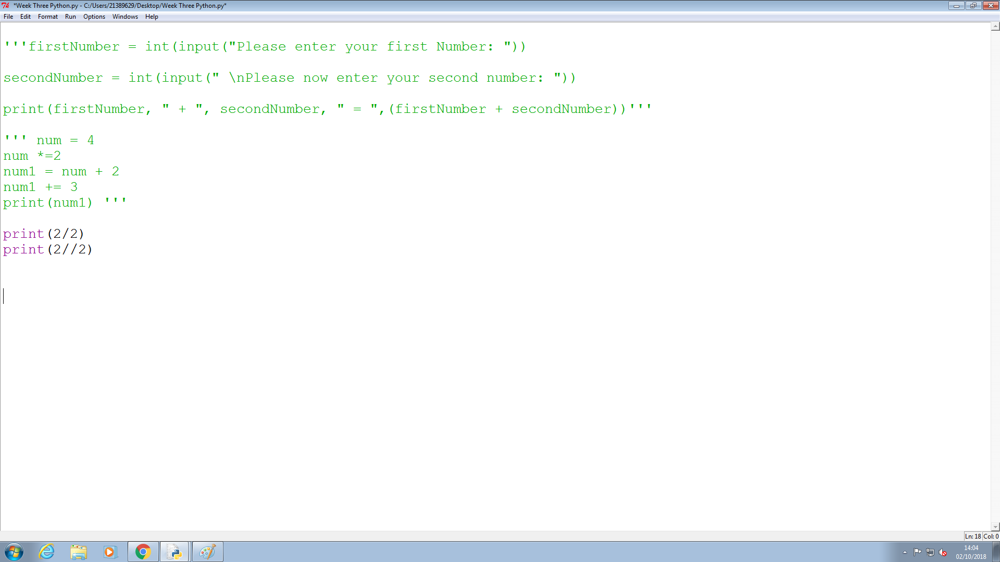 *Week Three Python.py - C:/Users/21389629/Desktop/Week Three Python.py*
File Edit Format Run Options Windows Help
'''firstNumber = int(input("Please enter your first Number: "))
secondNumber = int(input(" \nPlease now enter your second number: "))
print(firstNumber, " + ", secondNumber, " = ",(firstNumber + secondNumber))'''
''' num = 4
num *=2
num1 = num + 2
num1 += 3
print(num1) '''
print(2/2)
print(2//2)
Ln: 18 Col: 0
14:04
02/10/2018